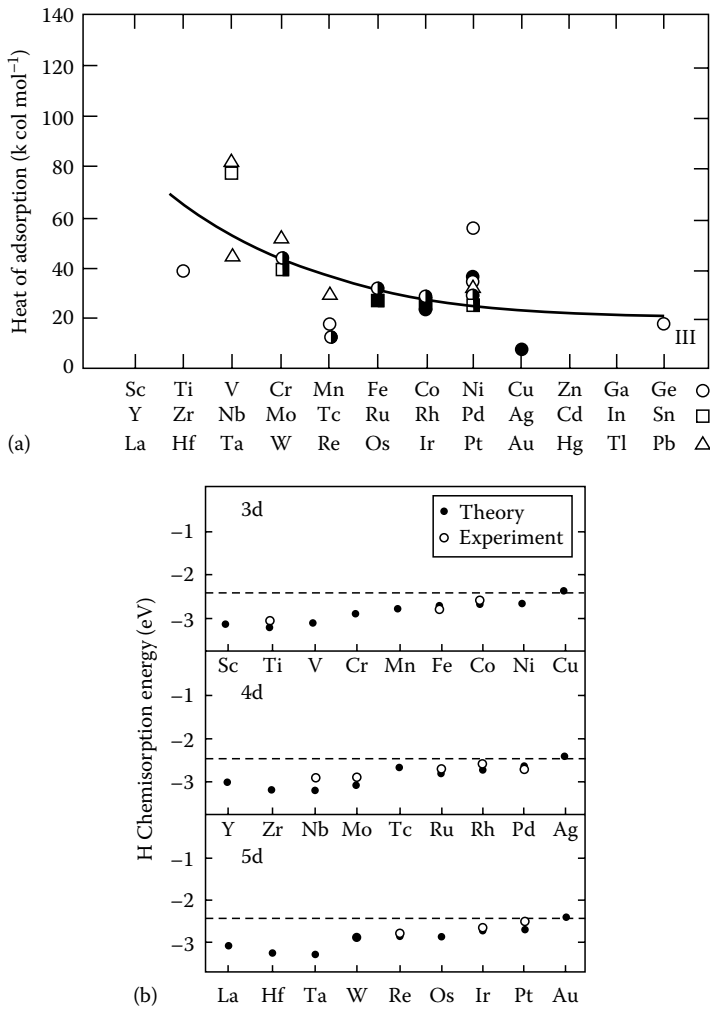 Heat of adsorption (k col mol⁻¹)
140
120
100
80
60
40
20
0
III
Sc Ti V Cr Mn Fe Co Ni Cu Zn Ga Ge
Y Zr Nb Mo Tc Ru Rh Pd Ag Cd In Sn
La Hf Ta W Re Os Ir Pt Au Hg Tl Pb
(a)
H Chemisorption energy (eV)
3d
Theory
Experiment
−1
−2
−3
Sc Ti V Cr Mn Fe Co Ni Cu
4d
−1
−2
−3
Y Zr Nb Mo Tc Ru Rh Pd Ag
5d
−1
−2
−3
La Hf Ta W Re Os Ir Pt Au
(b)